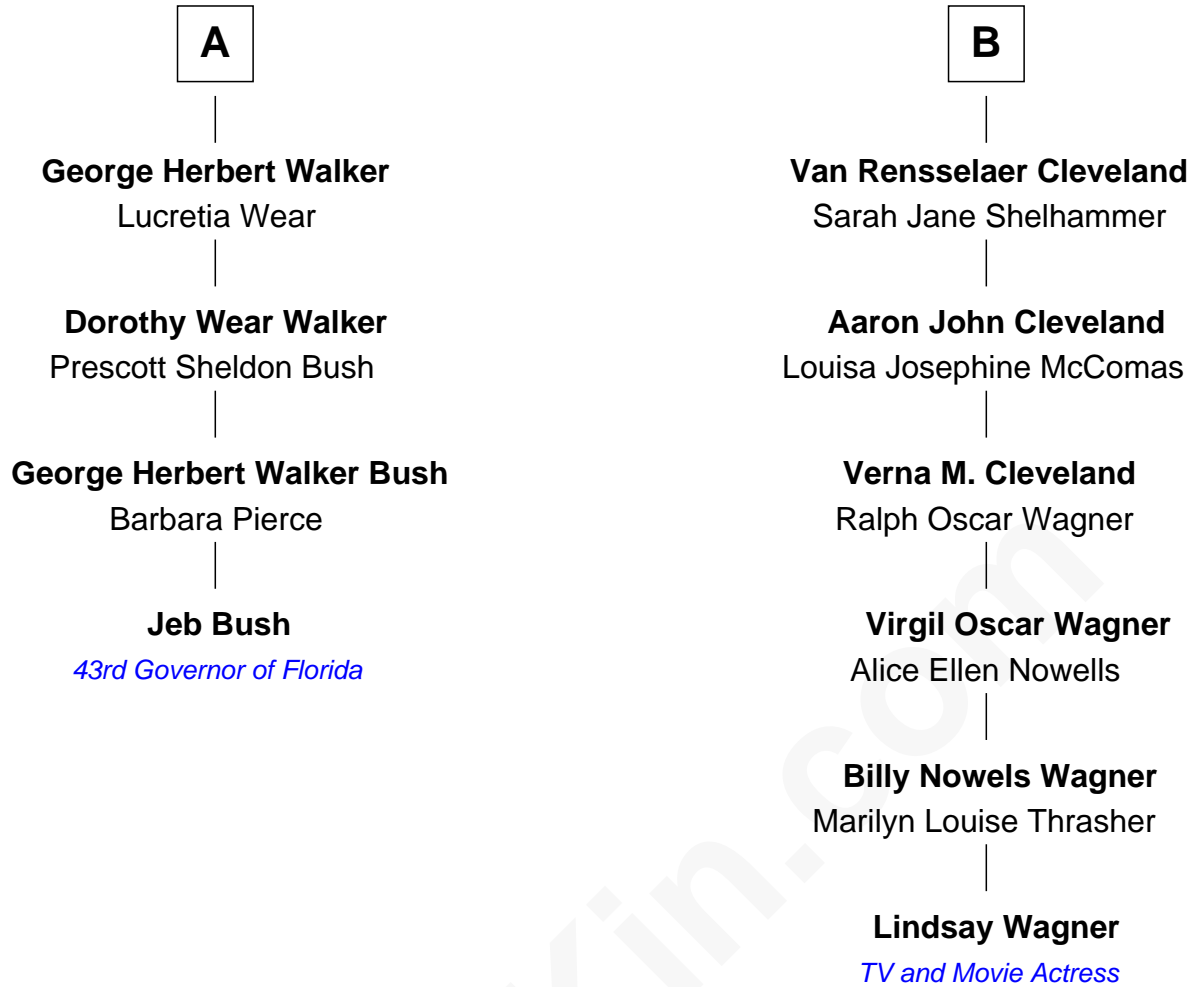 A
George Herbert Walker
Lucretia Wear
Dorothy Wear Walker
Prescott Sheldon Bush
George Herbert Walker Bush
Barbara Pierce
Jeb Bush
43rd Governor of Florida
B
Van Rensselaer Cleveland
Sarah Jane Shelhammer
Aaron John Cleveland
Louisa Josephine McComas
Verna M. Cleveland
Ralph Oscar Wagner
Virgil Oscar Wagner
Alice Ellen Nowells
Billy Nowels Wagner
Marilyn Louise Thrasher
Lindsay Wagner
TV and Movie Actress